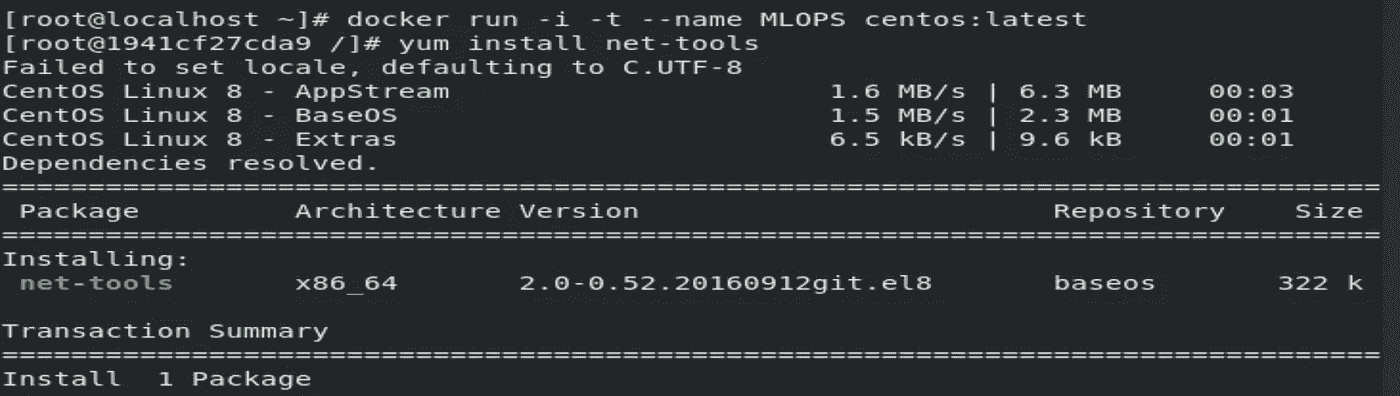 [root@localhost ~]# docker run -i -t --name MLOPS centos:latest
[root@1941cf27cda9 /]# yum install net-tools
Failed to set locale, defaulting to C.UTF-8
CentOS Linux 8 - AppStream 1.6 MB/s | 6.3 MB 00:03
CentOS Linux 8 - BaseOS 1.5 MB/s | 2.3 MB 00:01
CentOS Linux 8 - Extras 6.5 kB/s | 9.6 kB 00:01
Dependencies resolved.
================================================================================
Package Architecture Version Repository Size
================================================================================
Installing:
net-tools x86_64 2.0-0.52.20160912git.el8 baseos 322 k
Transaction Summary
================================================================================
Install 1 Package